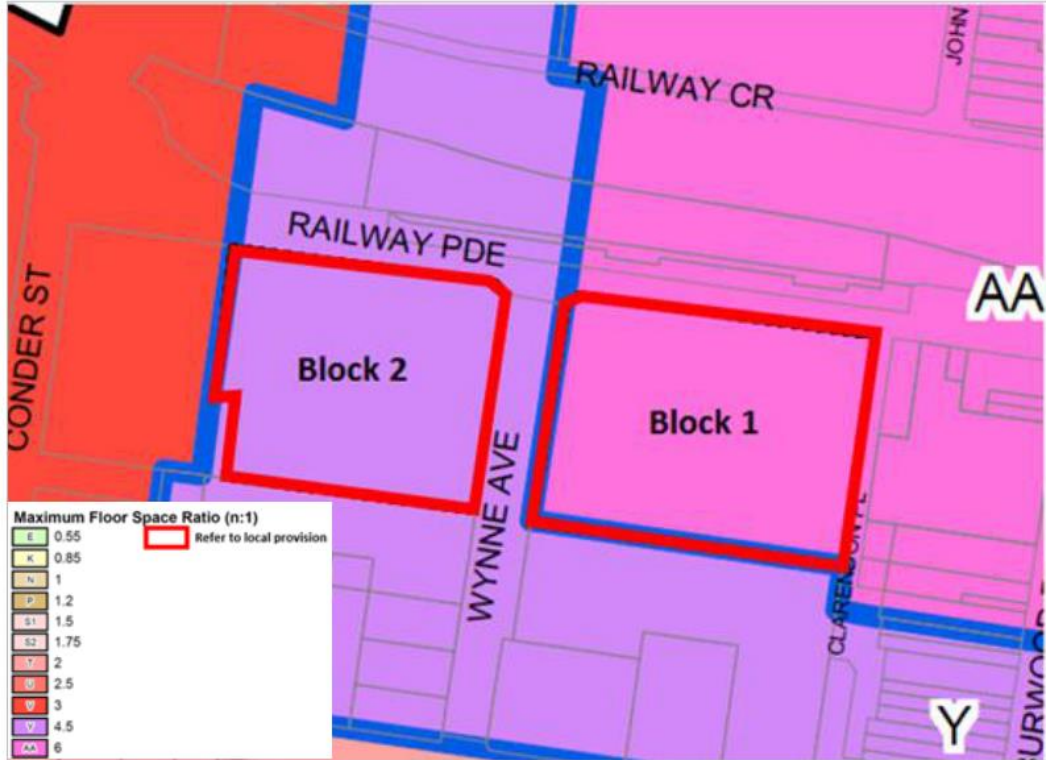 JOHN
RAILWAY CR
RAILWAY PDE
AA
CONDER ST
Block 2
Block 1
WYNNE AVE
CLARENDON PL
Y
Maximum Floor Space Ratio (n:1)
E 0.55
Refer to local provision
K 0.85
N 1
P 1.2
S1 1.5
S2 1.75
T 2
U 2.5
V 3
Y 4.5
AA 6